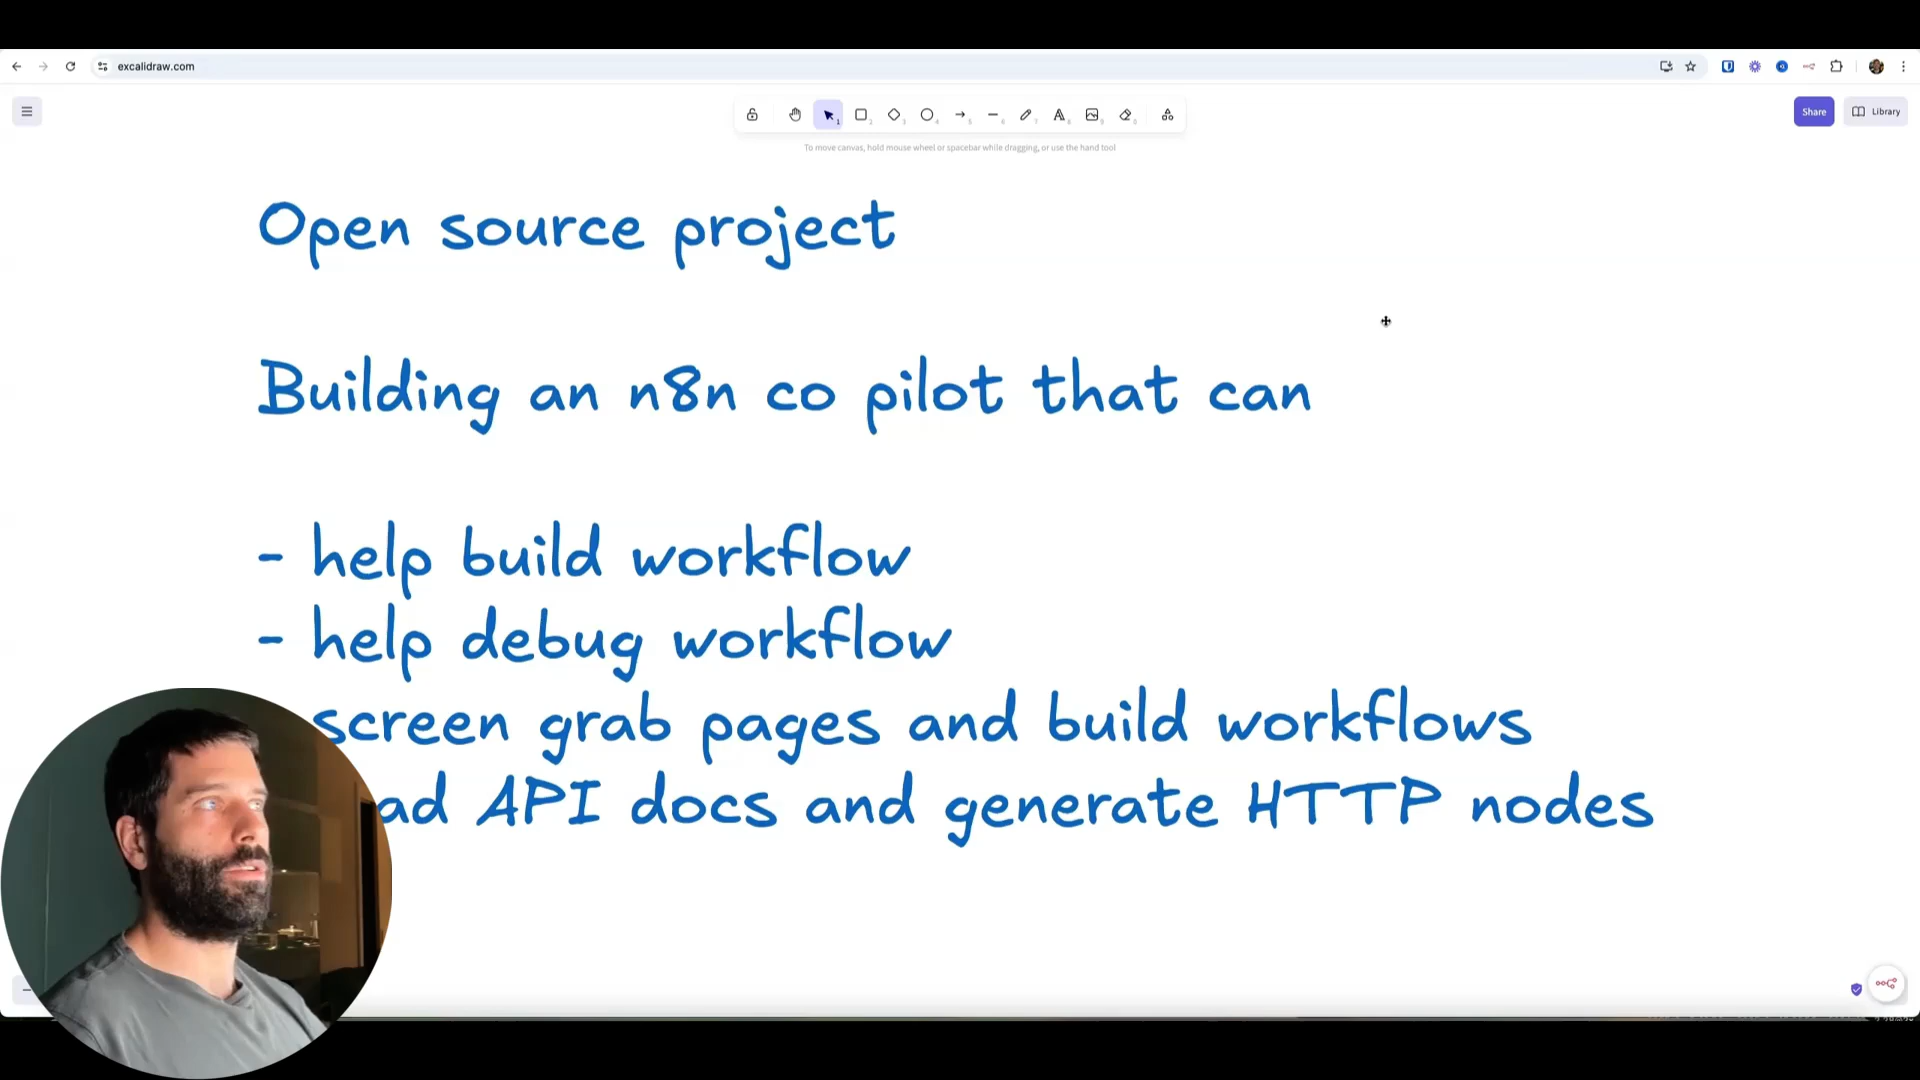 excalidraw.com
Share
Library
To move canvas, hold mouse wheel or spacebar while dragging, or use the hand tool
Open source project
Building an n8n co pilot that can
- help build workflow
- help debug workflow
screen grab pages and build workflows
API docs and generate HTTP nodes